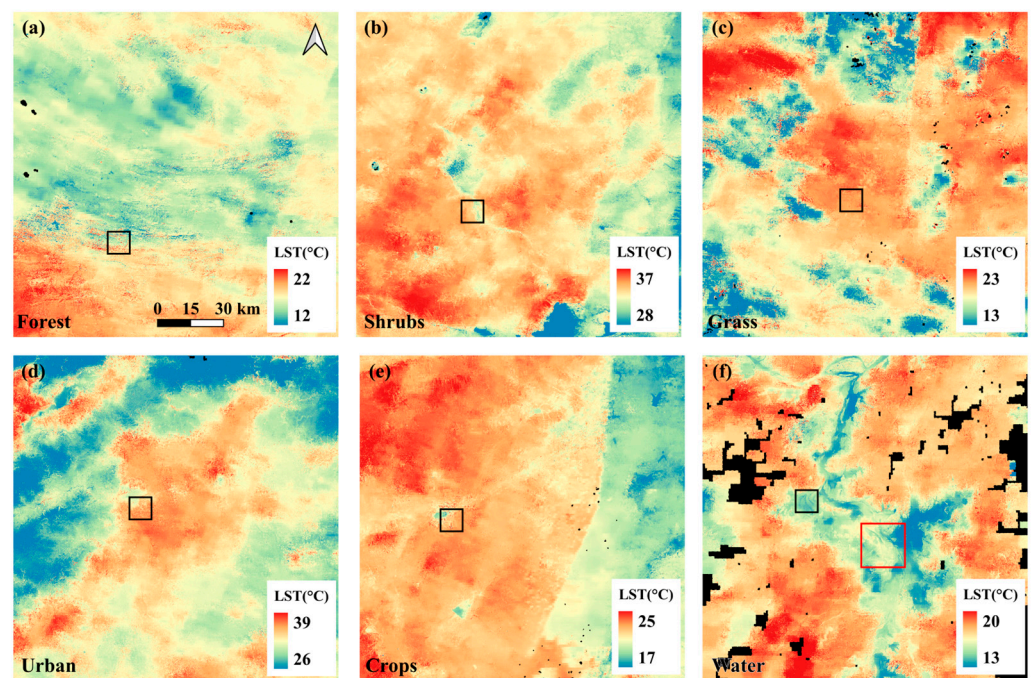 (a)
LST(°C)
22
12
0 15 30 km
Forest
(b)
LST(°C)
37
28
Shrubs
(c)
LST(°C)
23
13
Grass
(d)
LST(°C)
39
26
Urban
(e)
LST(°C)
25
17
Crops
(f)
LST(°C)
20
13
Water